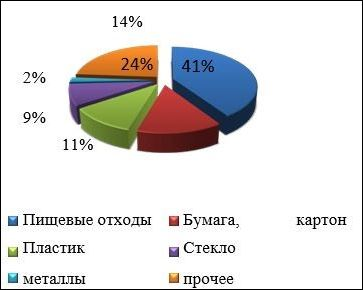 14%
24%
41%
2%
9%
11%
Пищевые отходы
Бумага, картон
Пластик
Стекло
металлы
прочее